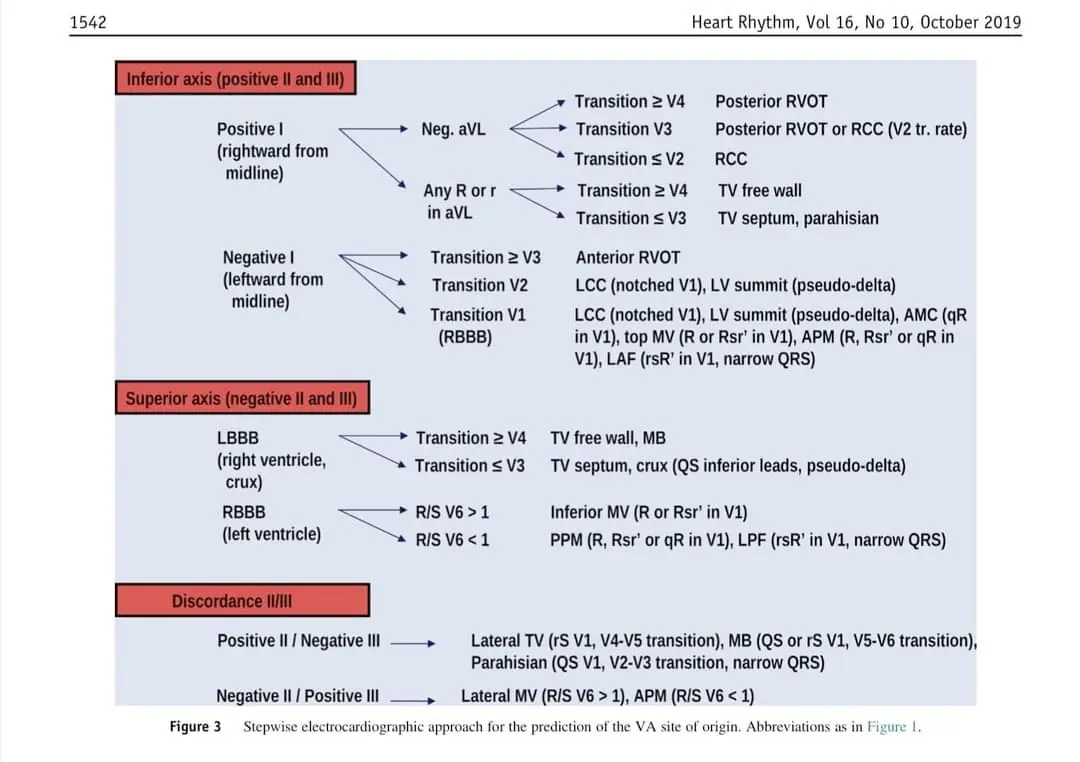 1542 Heart Rhythm, Vol 16, No 10, October 2019
Inferior axis (positive II and III)
Positive I
(rightward from
midline)
Neg. aVL
Transition ≥ V4 Posterior RVOT
Transition V3 Posterior RVOT or RCC (V2 tr. rate)
Transition ≤ V2 RCC
Any R or r
in aVL
Transition ≥ V4 TV free wall
Transition ≤ V3 TV septum, parahisian
Negative I
(leftward from
midline)
Transition ≥ V3 Anterior RVOT
Transition V2 LCC (notched V1), LV summit (pseudo-delta)
Transition V1
(RBBB)
LCC (notched V1), LV summit (pseudo-delta), AMC (qR
in V1), top MV (R or Rsr' in V1), APM (R, Rsr' or qR in
V1), LAF (rsR' in V1, narrow QRS)
Superior axis (negative II and III)
LBBB
(right ventricle,
crux)
Transition ≥ V4 TV free wall, MB
Transition ≤ V3 TV septum, crux (QS inferior leads, pseudo-delta)
RBBB
(left ventricle)
R/S V6 > 1 Inferior MV (R or Rsr' in V1)
R/S V6 < 1 PPM (R, Rsr' or qR in V1), LPF (rsR' in V1, narrow QRS)
Discordance II/III
Positive II / Negative III
Lateral TV (rS V1, V4-V5 transition), MB (QS or rS V1, V5-V6 transition),
Parahisian (QS V1, V2-V3 transition, narrow QRS)
Negative II / Positive III Lateral MV (R/S V6 > 1), APM (R/S V6 < 1)
Figure 3 Stepwise electrocardiographic approach for the prediction of the VA site of origin. Abbreviations as in Figure 1.